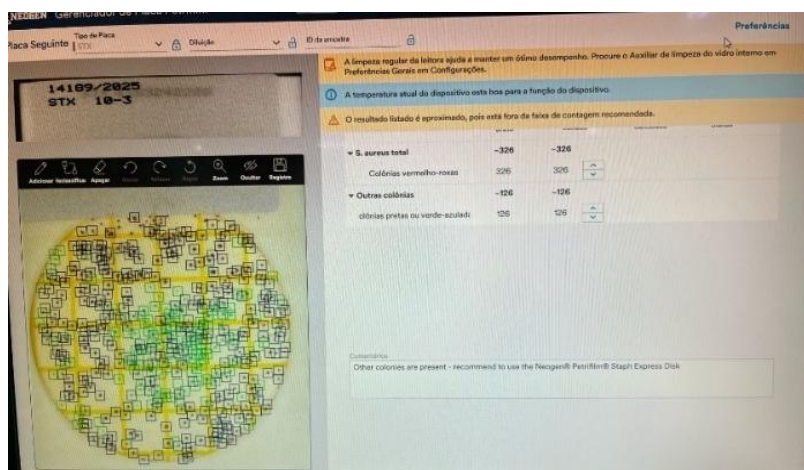 NEOGEN Gerenciador de Placa
Preferências
Placa Seguinte
Tipo de Placa
STX
Diluição
ID da amostra
A limpeza regular da leitora ajuda a manter um ótimo desempenho. Procure o Auxiliar de limpeza do vidro interno em
Preferências Gerais em Configurações.
A temperatura atual do dispositivo está boa para a função do dispositivo.
O resultado listado é aproximado, pois está fora da faixa de contagem recomendada.
14189/2025
STX 10-3
Adicionar Reclassificar Apagar Zoom Ocultar Registros
S. aureus total ~326 ~326
Colônias vermelho-roxas 326 326
Outras colônias ~126 ~126
olônias pretas ou verde-azulada 126 126
Comentários
Other colonies are present - recommend to use the Neogen® Petrifilm® Staph Express Disk